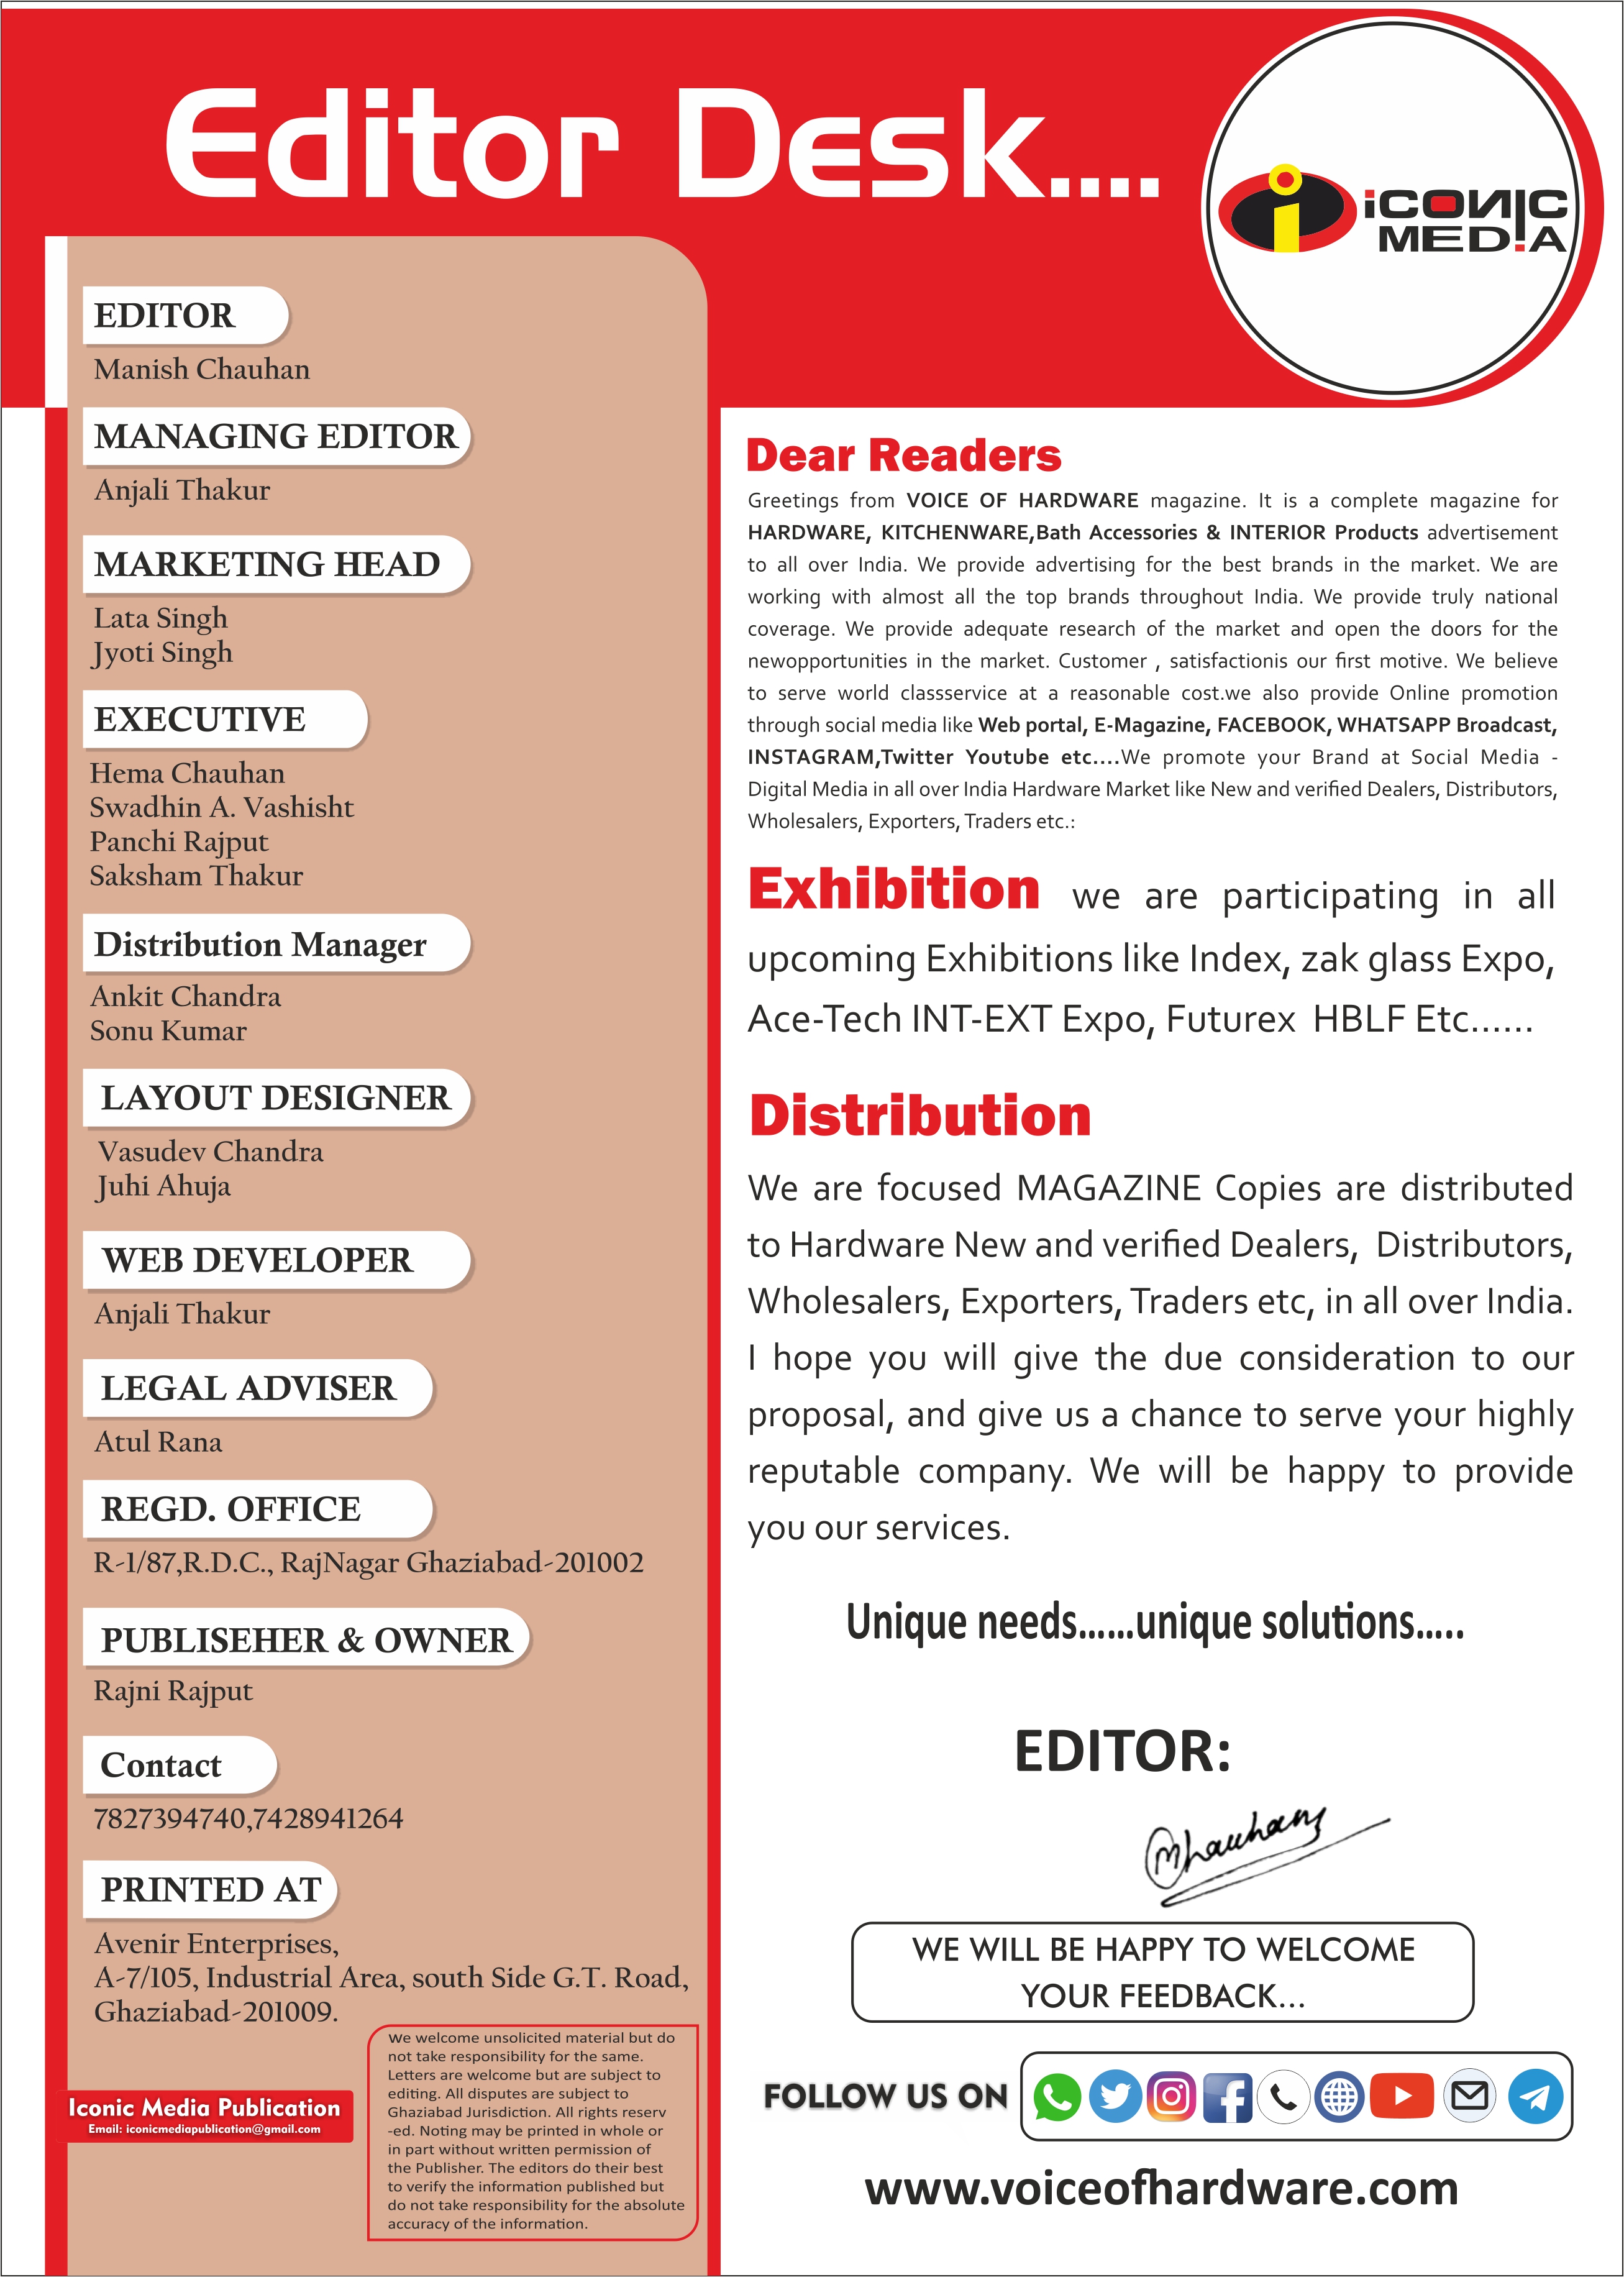 Editor Desk....
iCONIC
MEDiA
EDITOR
Manish Chauhan
MANAGING EDITOR
Anjali Thakur
MARKETING HEAD
Lata Singh
Jyoti Singh
EXECUTIVE
Hema Chauhan
Swadhin A. Vashisht
Panchi Rajput
Saksham Thakur
Distribution Manager
Ankit Chandra
Sonu Kumar
LAYOUT DESIGNER
Vasudev Chandra
Juhi Ahuja
WEB DEVELOPER
Anjali Thakur
LEGAL ADVISER
Atul Rana
REGD. OFFICE
R-1/87,R.D.C., RajNagar Ghaziabad-201002
PUBLISEHER & OWNER
Rajni Rajput
Contact
7827394740,7428941264
PRINTED AT
Avenir Enterprises,
A-7/105, Industrial Area, south Side G.T. Road,
Ghaziabad-201009.
Iconic Media Publication
Email: iconicmediapublication@gmail.com
we welcome unsolicited material but do
not take responsibility for the same.
Letters are welcome but are subject to
editing. All disputes are subject to
Ghaziabad Jurisdiction. All rights reserv
-ed. Noting may be printed in whole or
in part without written permission of
the Publisher. The editors do their best
to verify the information published but
do not take responsibility for the absolute
accuracy of the information.
Dear Readers
Greetings from VOICE OF HARDWARE magazine. It is a complete magazine for
HARDWARE, KITCHENWARE,Bath Accessories & INTERIOR Products advertisement
to all over India. We provide advertising for the best brands in the market. We are
working with almost all the top brands throughout India. We provide truly national
coverage. We provide adequate research of the market and open the doors for the
newopportunities in the market. Customer , satisfactionis our first motive. We believe
to serve world classservice at a reasonable cost.we also provide Online promotion
through social media like Web portal, E-Magazine, FACEBOOK, WHATSAPP Broadcast,
INSTAGRAM,Twitter Youtube etc....We promote your Brand at Social Media -
Digital Media in all over India Hardware Market like New and verified Dealers, Distributors,
Wholesalers, Exporters, Traders etc.:
Exhibition we are participating in all
upcoming Exhibitions like Index, zak glass Expo,
Ace-Tech INT-EXT Expo, Futurex HBLF Etc......
Distribution
We are focused MAGAZINE Copies are distributed
to Hardware New and verified Dealers, Distributors,
Wholesalers, Exporters, Traders etc, in all over India.
I hope you will give the due consideration to our
proposal, and give us a chance to serve your highly
reputable company. We will be happy to provide
you our services.
Unique needs......unique solutions.....
EDITOR:
MChauhan
WE WILL BE HAPPY TO WELCOME
YOUR FEEDBACK...
FOLLOW US ON
www.voiceofhardware.com